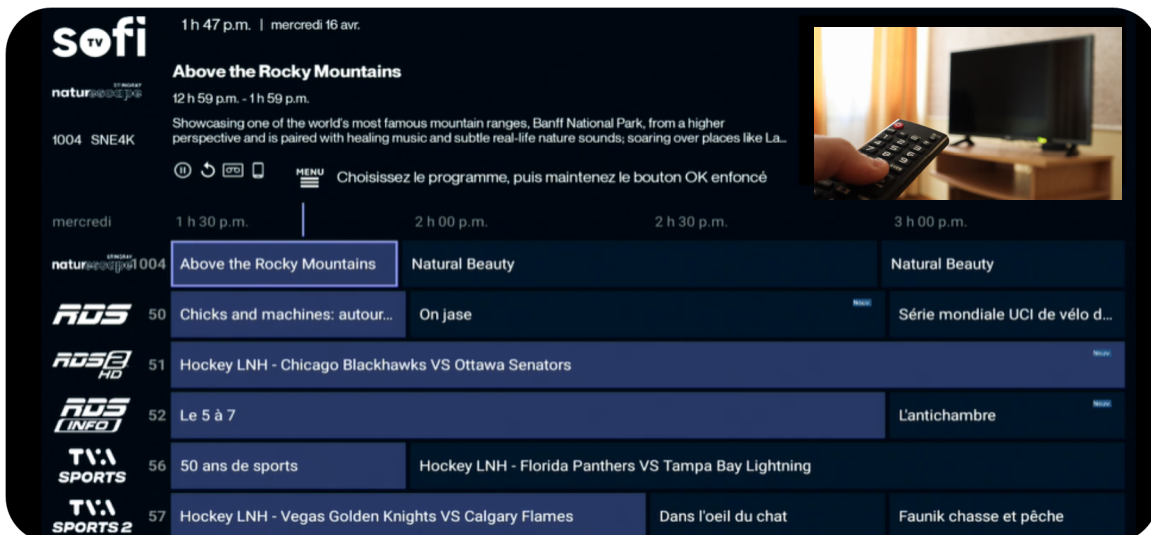 sofi
TV
1 h 47 p.m. | mercredi 16 avr.
Above the Rocky Mountains
STINGRAY
naturescape
12 h 59 p.m. - 1 h 59 p.m.
1004 SNE4K
Showcasing one of the world's most famous mountain ranges, Banff National Park, from a higher
perspective and is paired with healing music and subtle real-life nature sounds; soaring over places like La...
MENU
Choisissez le programme, puis maintenez le bouton OK enfoncé
mercredi 1 h 30 p.m. 2 h 00 p.m. 2 h 30 p.m. 3 h 00 p.m.
STINGRAY
naturescape 1004 Above the Rocky Mountains Natural Beauty Natural Beauty
RDS 50 Chicks and machines: autour... On jase Nouv. Série mondiale UCI de vélo d...
RDS2 HD 51 Hockey LNH - Chicago Blackhawks VS Ottawa Senators Nouv.
RDS INFO 52 Le 5 à 7 L'antichambre Nouv.
TVA SPORTS 56 50 ans de sports Hockey LNH - Florida Panthers VS Tampa Bay Lightning
TVA SPORTS 2 57 Hockey LNH - Vegas Golden Knights VS Calgary Flames Dans l'oeil du chat Faunik chasse et pêche